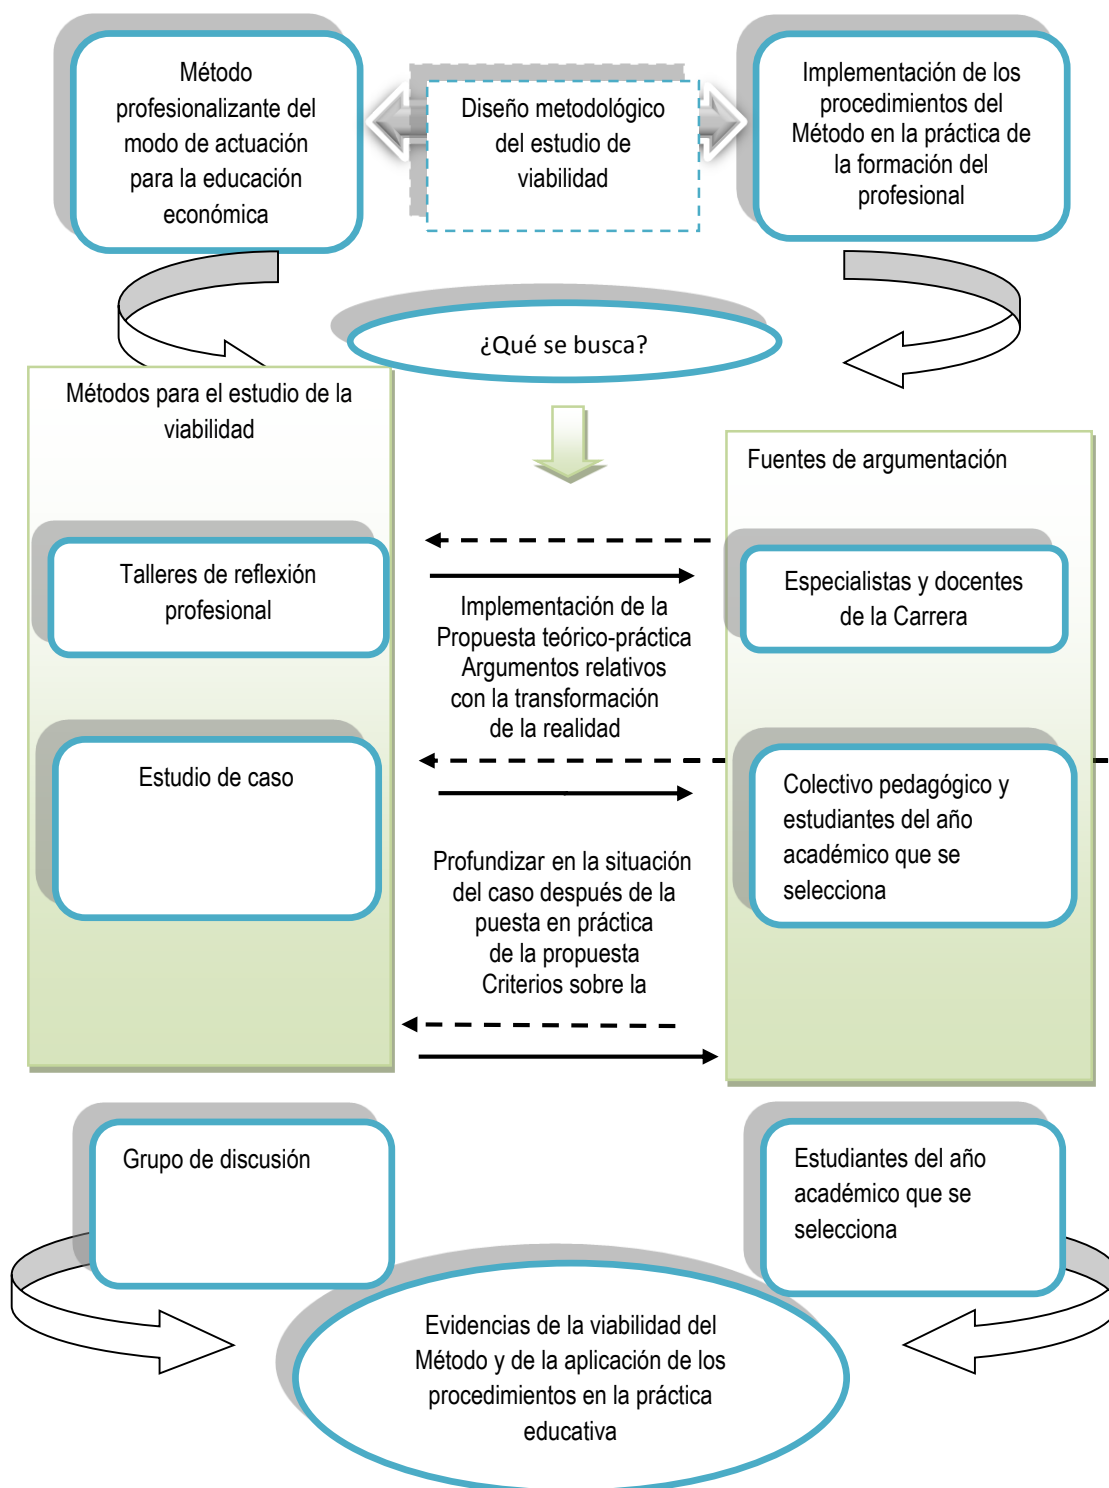 Método
profesionalizante del
modo de actuación
para la educación
económica
Diseño metodológico
del estudio de
viabilidad
Implementación de los
procedimientos del
Método en la práctica de
la formación del
profesional
¿Qué se busca?
Métodos para el estudio de la
viabilidad
Fuentes de argumentación
Talleres de reflexión
profesional
Implementación de la
Propuesta teórico-práctica
Argumentos relativos
con la transformación
de la realidad
Especialistas y docentes
de la Carrera
Estudio de caso
Profundizar en la situación
del caso después de la
puesta en práctica
de la propuesta
Criterios sobre la
Colectivo pedagógico y
estudiantes del año
académico que se
selecciona
Grupo de discusión
Estudiantes del año
académico que se
selecciona
Evidencias de la viabilidad del
Método y de la aplicación de los
procedimientos en la práctica
educativa